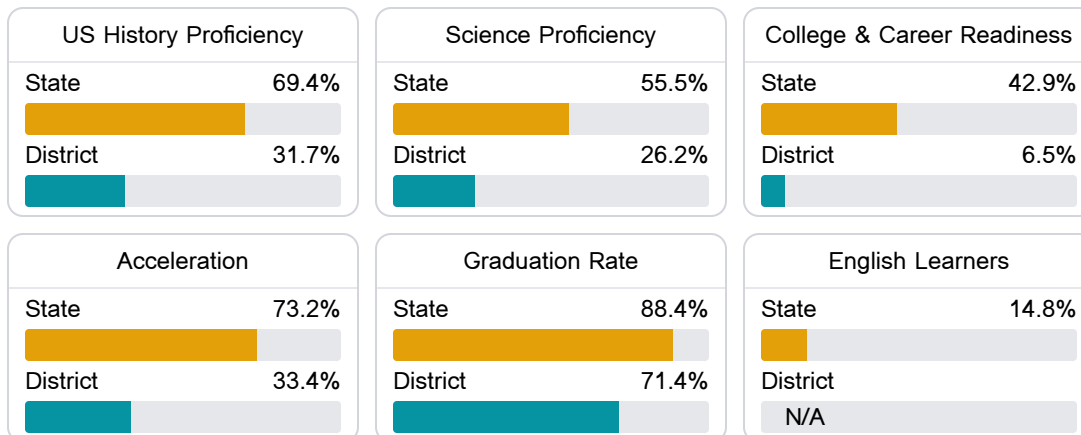 US History Proficiency
State 69.4%
District 31.7%
Science Proficiency
State 55.5%
District 26.2%
College & Career Readiness
State 42.9%
District 6.5%
Acceleration
State 73.2%
District 33.4%
Graduation Rate
State 88.4%
District 71.4%
English Learners
State 14.8%
District
N/A